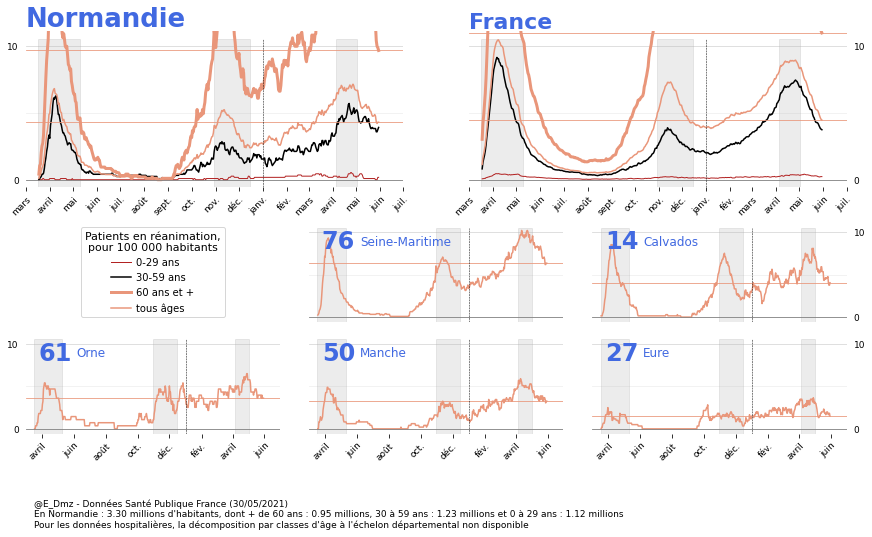 Normandie
France
10
0
mars
avril
mai
juin
juil.
août
sept.
oct.
nov.
déc.
janv.
févr.
mars
avril
mai
juin
juil.
10
0
mars
avril
mai
juin
juil.
août
sept.
oct.
nov.
déc.
janv.
févr.
mars
avril
mai
juin
juil.
Patients en réanimation,
pour 100 000 habitants
0-29 ans
30-59 ans
60 ans et +
tous âges
76 Seine-Maritime
14 Calvados
10
0
61 Orne
50 Manche
27 Eure
10
0
10
0
avril
juin
août
oct.
déc.
fév.
avril
juin
avril
juin
août
oct.
déc.
fév.
avril
juin
avril
juin
août
oct.
déc.
fév.
avril
juin
@E_Dmz - Données Santé Publique France (30/05/2021)
En Normandie : 3.30 millions d'habitants, dont + de 60 ans : 0.95 millions, 30 à 59 ans : 1.23 millions et 0 à 29 ans : 1.12 millions
Pour les données hospitalières, la décomposition par classes d'âge à l'échelon départemental non disponible